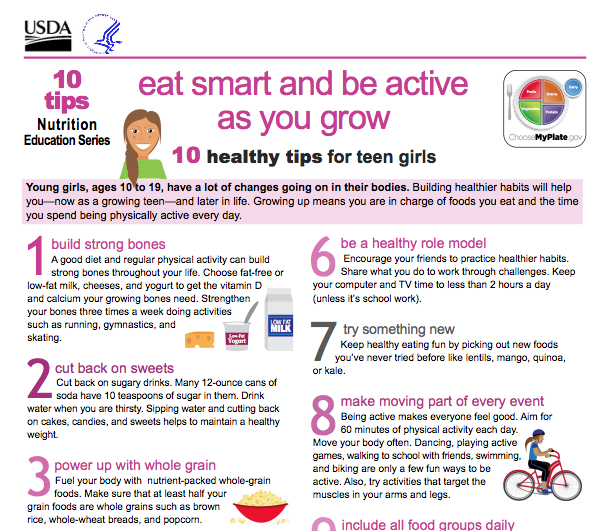 USDA
10
tips
Nutrition
Education Series
eat smart and be active
as you grow
10 healthy tips for teen girls
Fruits
Grains
Vegetables
Protein
Dairy
ChooseMyPlate.gov
Young girls, ages 10 to 19, have a lot of changes going on in their bodies. Building healthier habits will help
you—now as a growing teen—and later in life. Growing up means you are in charge of foods you eat and the time
you spend being physically active every day.
1 build strong bones
A good diet and regular physical activity can build
strong bones throughout your life. Choose fat-free or
low-fat milk, cheeses, and yogurt to get the vitamin D
and calcium your growing bones need. Strengthen
your bones three times a week doing activities
such as running, gymnastics, and
skating.
Low-Fat
Yogurt
LOW FAT
MILK
2 cut back on sweets
Cut back on sugary drinks. Many 12-ounce cans of
soda have 10 teaspoons of sugar in them. Drink
water when you are thirsty. Sipping water and cutting back
on cakes, candies, and sweets helps to maintain a healthy
weight.
3 power up with whole grain
Fuel your body with nutrient-packed whole-grain
foods. Make sure that at least half your
grain foods are whole grains such as brown
rice, whole-wheat breads, and popcorn.
6 be a healthy role model
Encourage your friends to practice healthier habits.
Share what you do to work through challenges. Keep
your computer and TV time to less than 2 hours a day
(unless it's school work).
7 try something new
Keep healthy eating fun by picking out new foods
you've never tried before like lentils, mango, quinoa,
or kale.
8 make moving part of every event
Being active makes everyone feel good. Aim for
60 minutes of physical activity each day.
Move your body often. Dancing, playing active
games, walking to school with friends, swimming,
and biking are only a few fun ways to be
active. Also, try activities that target the
muscles in your arms and legs.
9 include all food groups daily